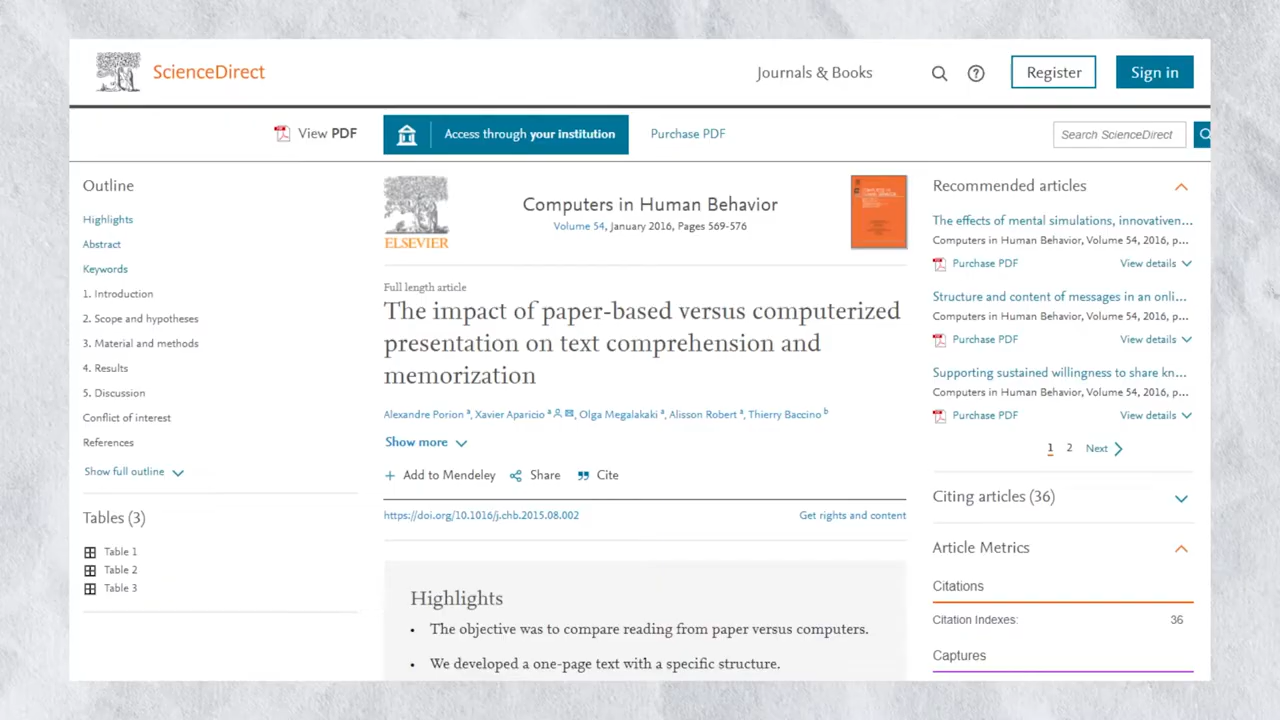 ScienceDirect
Journals & Books
Register
Sign in
View PDF
Access through your institution
Purchase PDF
Search ScienceDirect
Outline
Highlights
Abstract
Keywords
1. Introduction
2. Scope and hypotheses
3. Material and methods
4. Results
5. Discussion
Conflict of interest
References
Show full outline
Tables (3)
Table 1
Table 2
Table 3
ELSEVIER
Computers in Human Behavior
Volume 54, January 2016, Pages 569-576
Full length article
The impact of paper-based versus computerized
presentation on text comprehension and
memorization
Alexandre Porion a, Xavier Aparicio a, Olga Megalakaki a, Alisson Robert a, Thierry Baccino b
Show more
Add to Mendeley
Share
Cite
https://doi.org/10.1016/j.chb.2015.08.002
Get rights and content
Highlights
• The objective was to compare reading from paper versus computers.
• We developed a one-page text with a specific structure.
Recommended articles
The effects of mental simulations, innovativen...
Computers in Human Behavior, Volume 54, 2016, p...
Purchase PDF
View details
Structure and content of messages in an onli...
Computers in Human Behavior, Volume 54, 2016, p...
Purchase PDF
View details
Supporting sustained willingness to share kn...
Computers in Human Behavior, Volume 54, 2016, p...
Purchase PDF
View details
1 2 Next
Citing articles (36)
Article Metrics
Citations
Citation Indexes: 36
Captures